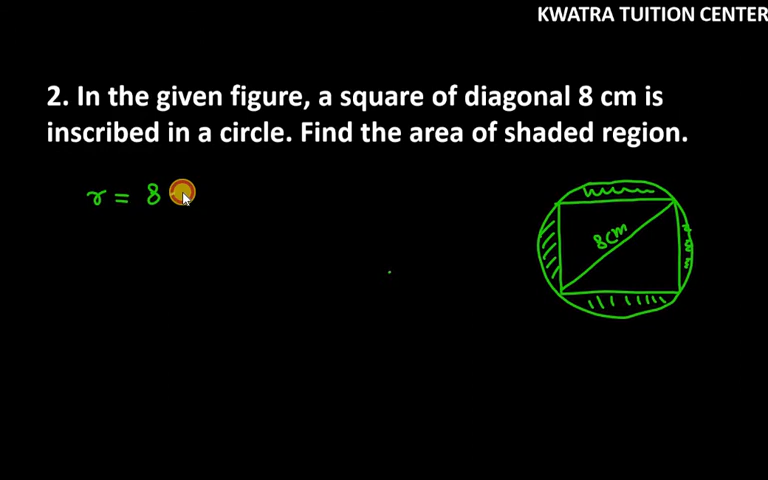 KWATRA TUITION CENTER
2. In the given figure, a square of diagonal 8 cm is
inscribed in a circle. Find the area of shaded region.
r = 8
8cm